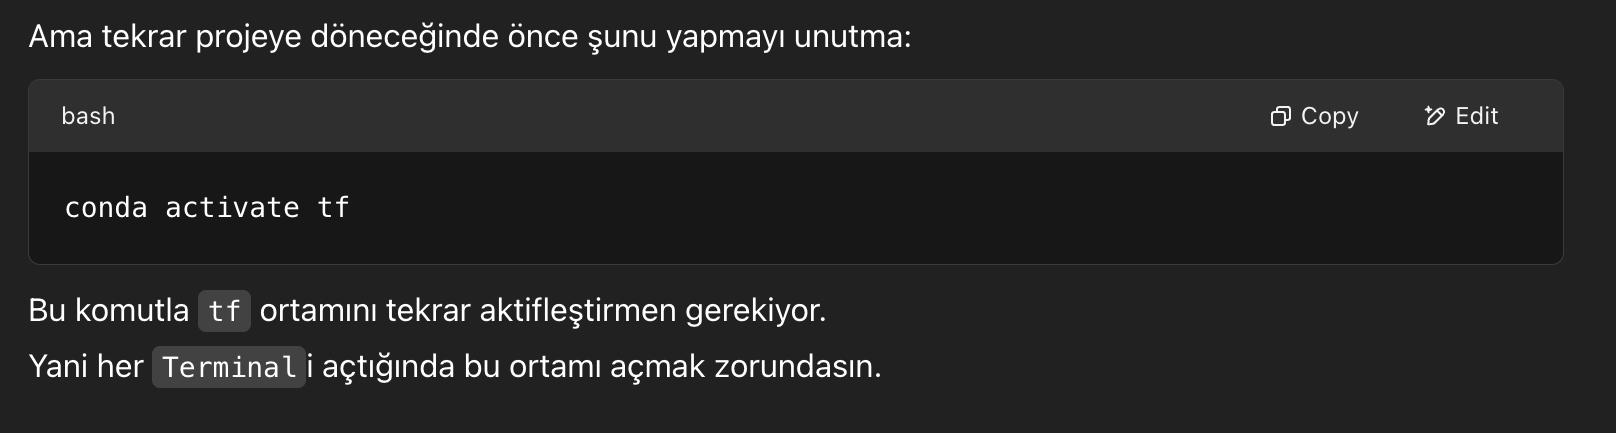 Ama tekrar projeye döneceğinde önce şunu yapmayı unutma:
bash Copy Edit
conda activate tf
Bu komutla tf ortamını tekrar aktifleştirmen gerekiyor.
Yani her Terminali açtığında bu ortamı açmak zorundasın.